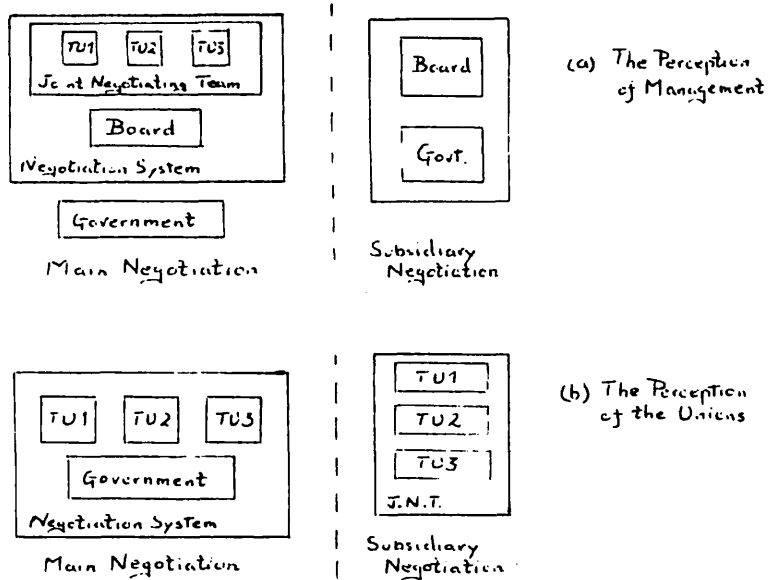 TU1 TU2 TU3
Joint Negotiating Team
Board
Negotiation System
Government
Main Negotiation
Board
Govt.
Subsidiary
Negotiation
(a) The Perception
of Management
TU1 TU2 TU3
Government
Negotiation System
Main Negotiation
TU1
TU2
TU3
J.N.T.
Subsidiary
Negotiation
(b) The Perception
of the Unions